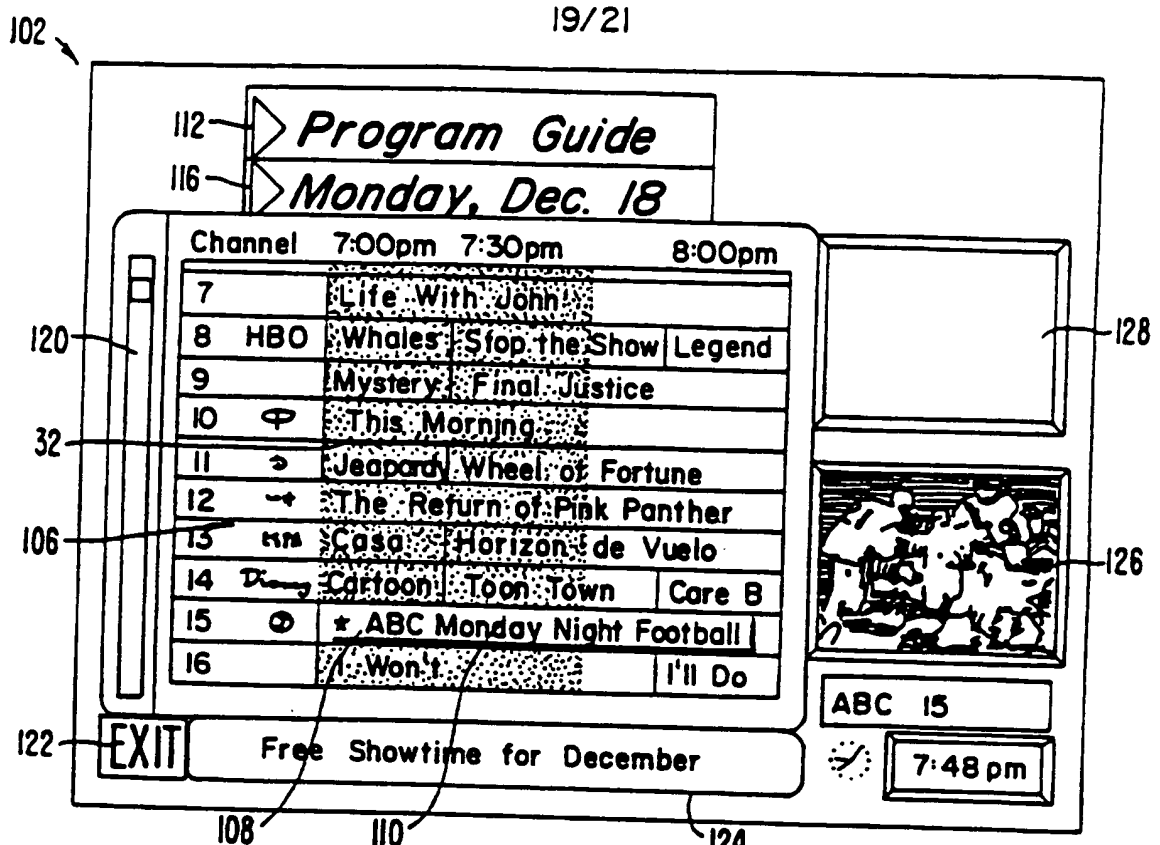 19/21
102
112 Program Guide
116 Monday, Dec. 18
Channel 7:00pm 7:30pm 8:00pm
7 Life With John
8 HBO Whales Stop the Show Legend
9 Mystery Final Justice
10 This Morning
11 Jeapardy Wheel of Fortune
12 The Return of Pink Panther
13 Casa Horizon de Vuelo
14 Disney Cartoon Toon Town Care B
15 ★ ABC Monday Night Football
16 I Won't I'll Do
120
32
106
128
126
ABC 15
122 EXIT Free Showtime for December
7:48 pm
108 110 124